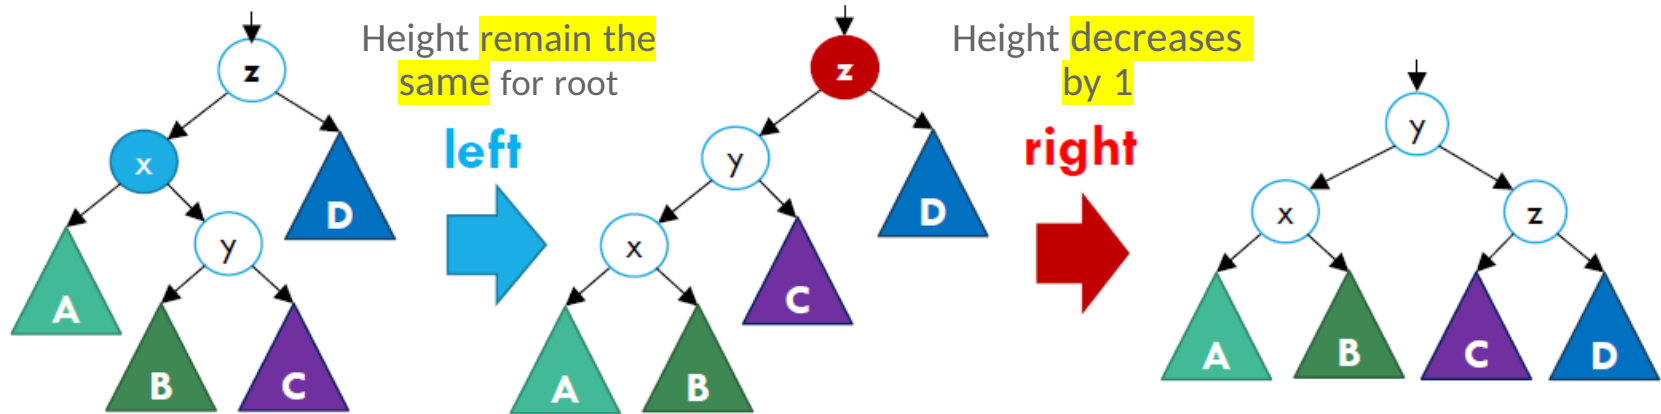 z
x
D
A
y
B
C
Height remain the
same for root
left
z
y
D
x
C
A
B
Height decreases
by 1
right
y
x
z
A
B
C
D